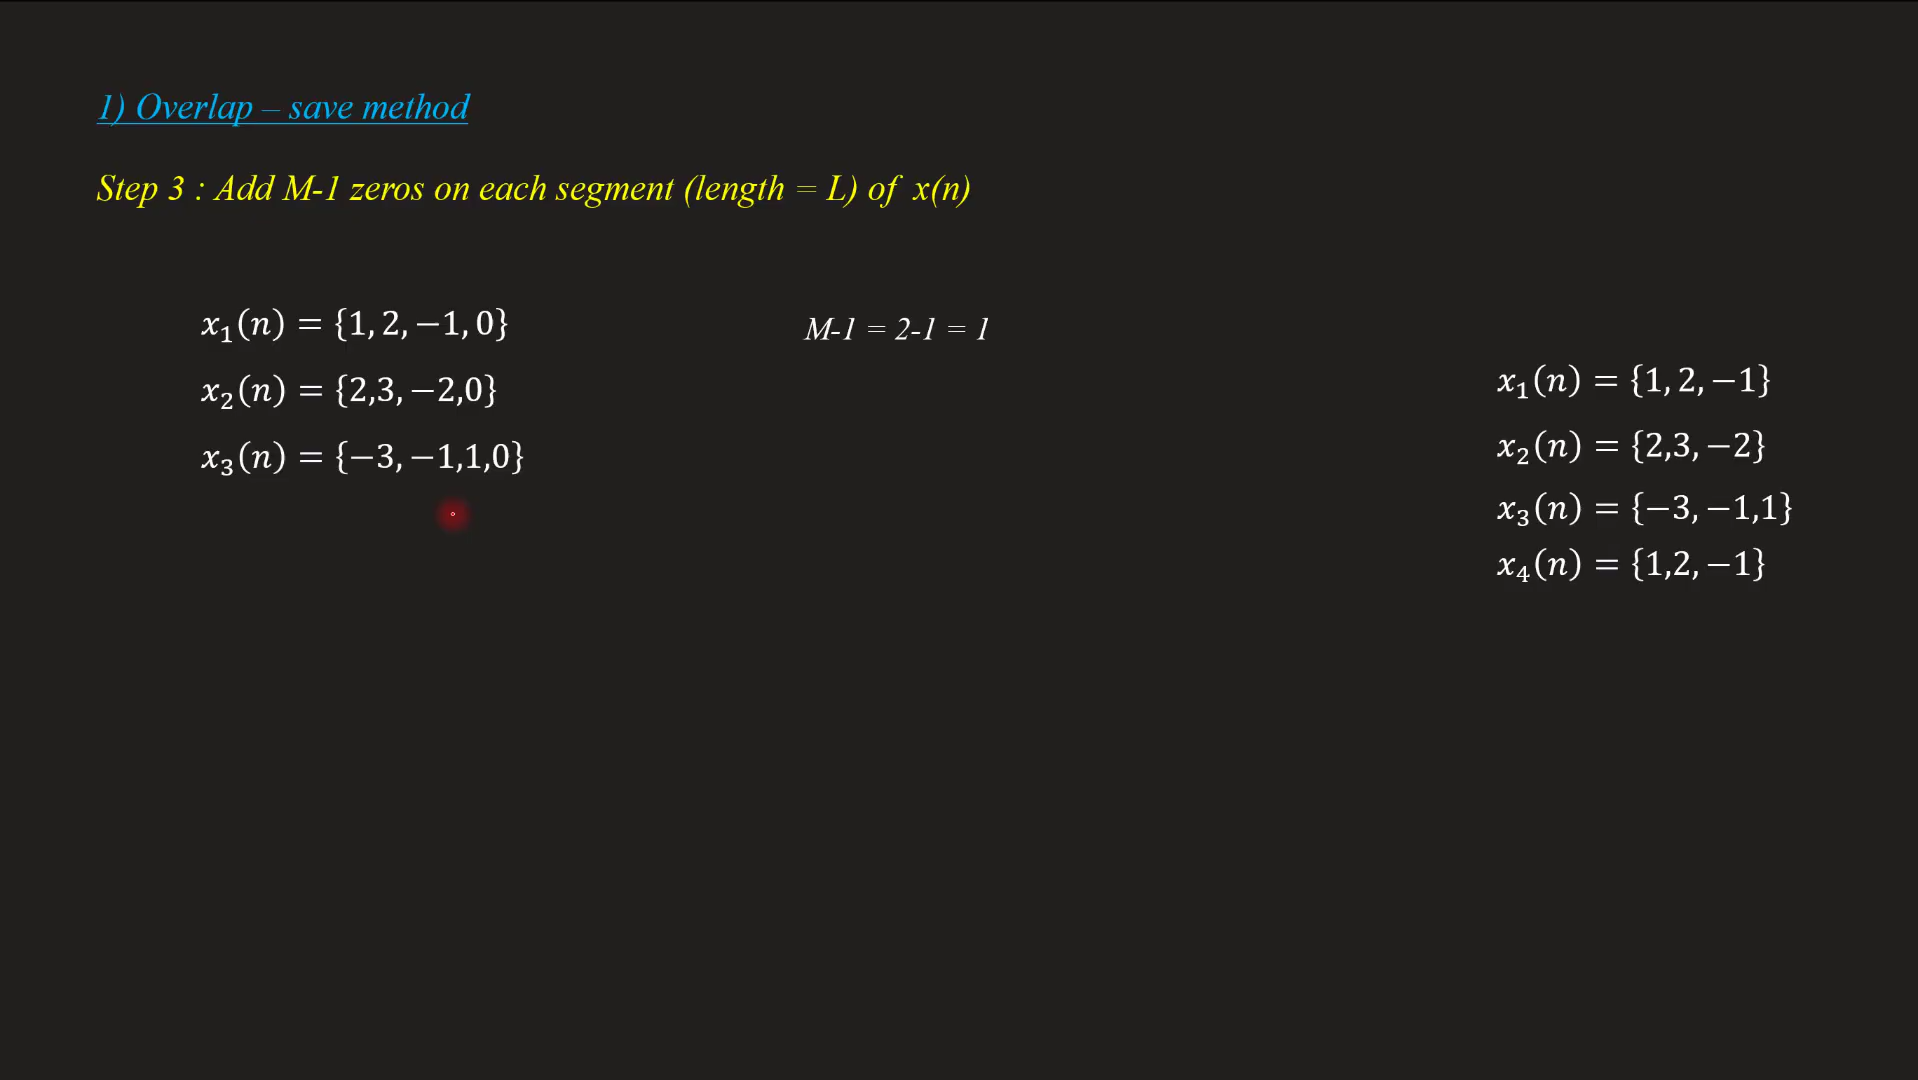 1) Overlap – save method
Step 3 : Add M-1 zeros on each segment (length = L) of x(n)
x₁(n) = {1, 2, −1, 0}
M-1 = 2-1 = 1
x₂(n) = {2,3, −2,0}
x₃(n) = {−3, −1,1,0}
x₁(n) = {1, 2, −1}
x₂(n) = {2,3, −2}
x₃(n) = {−3, −1,1}
x₄(n) = {1,2, −1}